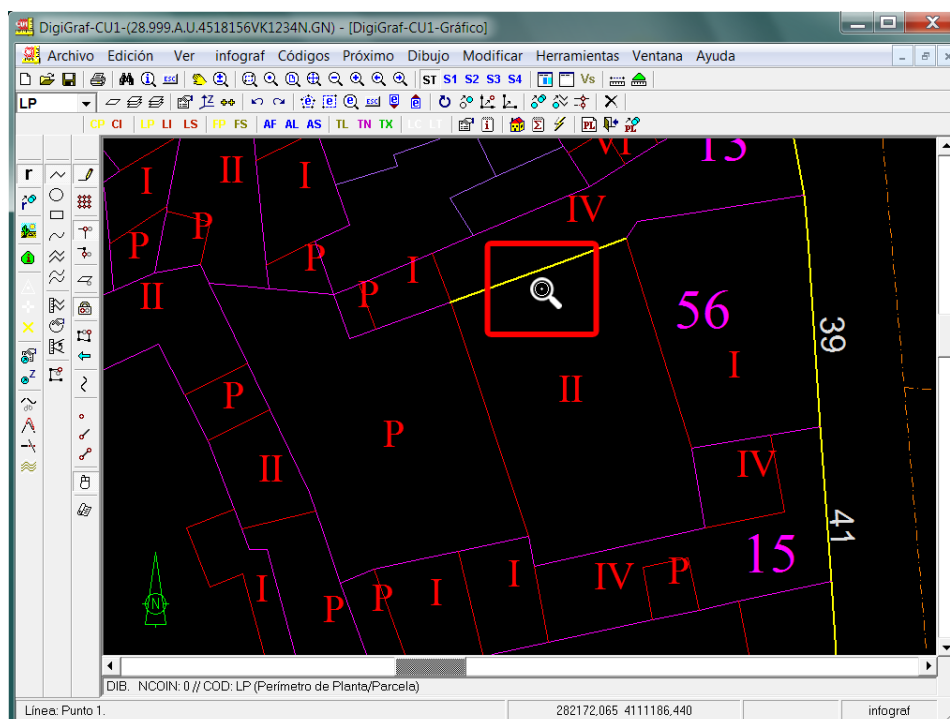 DigiGraf-CU1-(28.999.A.U.4518156VK1234N.GN) - [DigiGraf-CU1-Gráfico]
Archivo Edición Ver infograf Códigos Próximo Dibujo Modificar Herramientas Ventana Ayuda
ST S1 S2 S3 S4 Vs
LP
CP CI LP LI LS FP FS AF AL AS TL TN TX LC LT PL
I II I VI 13
P P P I IV
II P 56 39
P P II I
II IV 41
I P P I I IV P 15
N
DIB. NCOIN: 0 // COD: LP (Perímetro de Planta/Parcela)
Línea: Punto 1. 282172,065 4111186,440 infograf